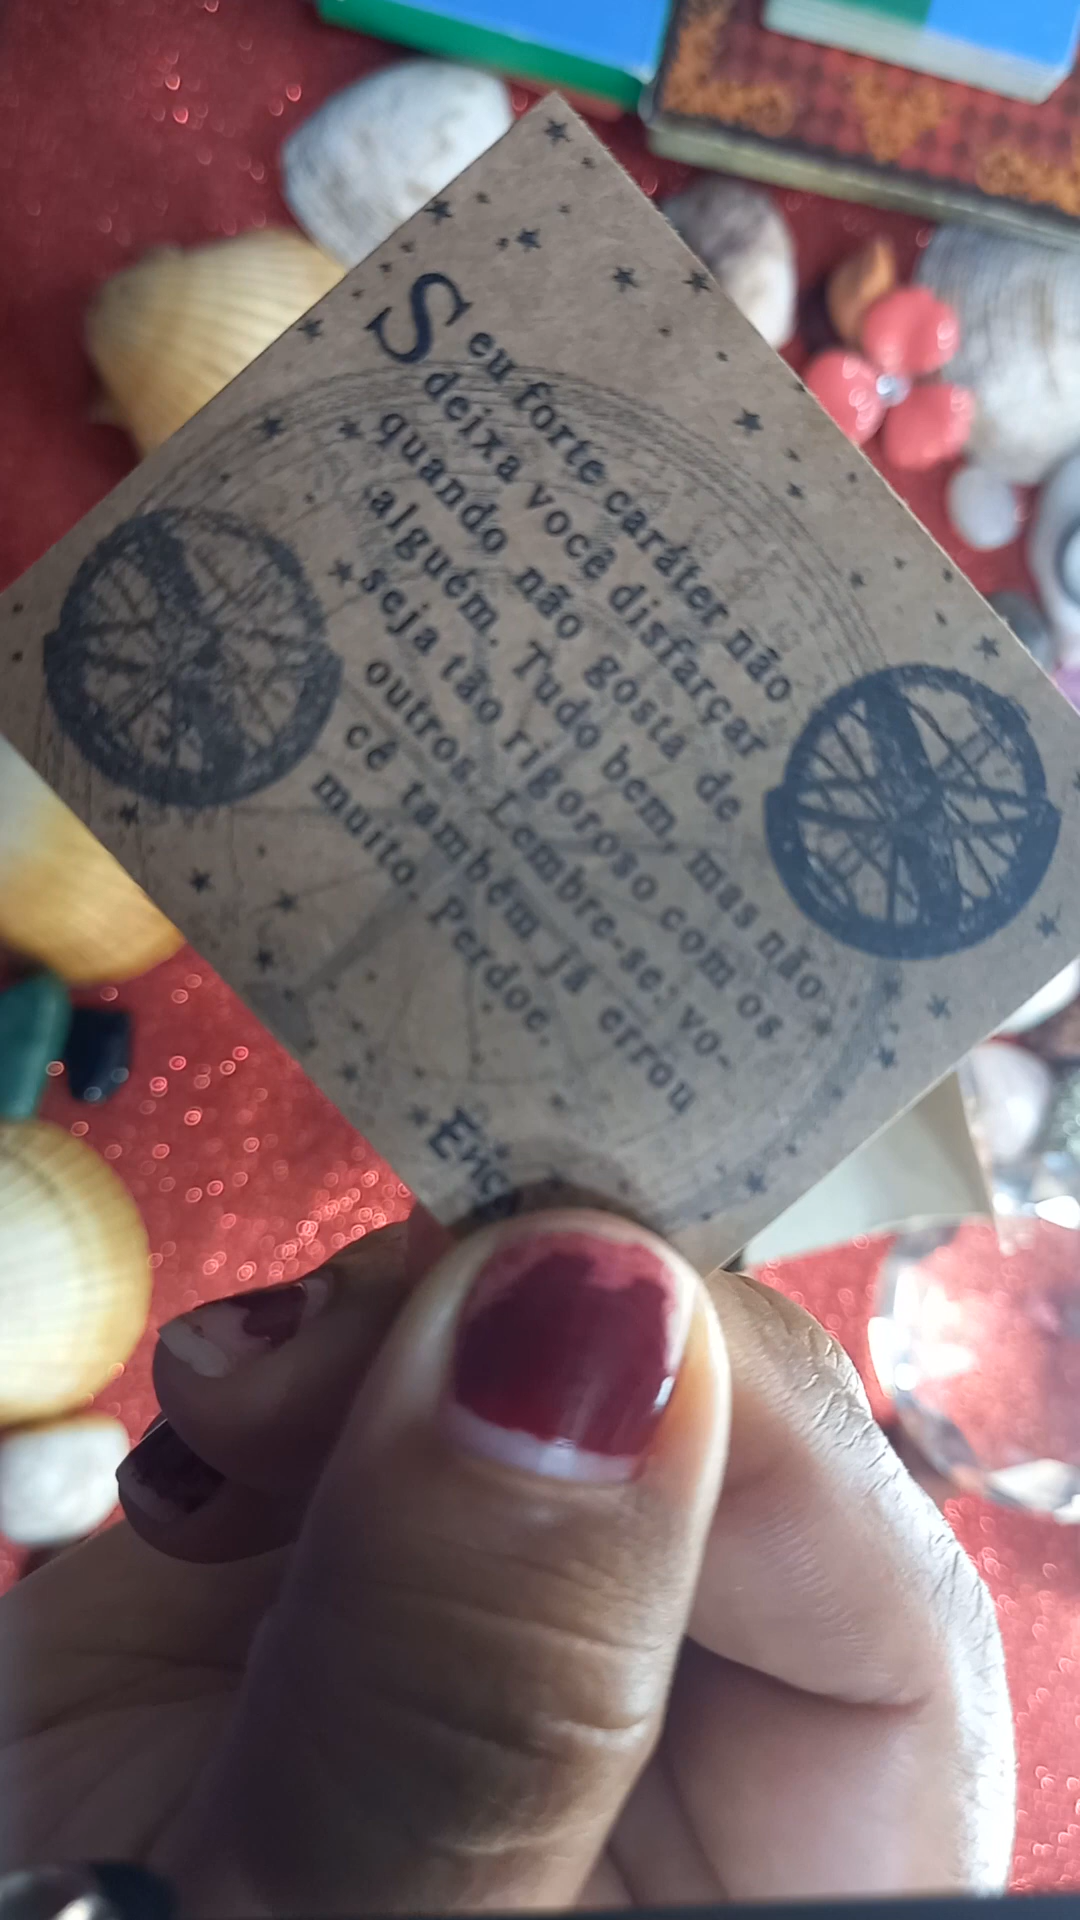 Seu forte caráter não
deixa você disfarçar
quando não gosta de
alguém. Tudo bem, mas não
seja tão rigoroso com os
outros. Lembre-se: vo-
cê também já errou
muito. Perdoe.